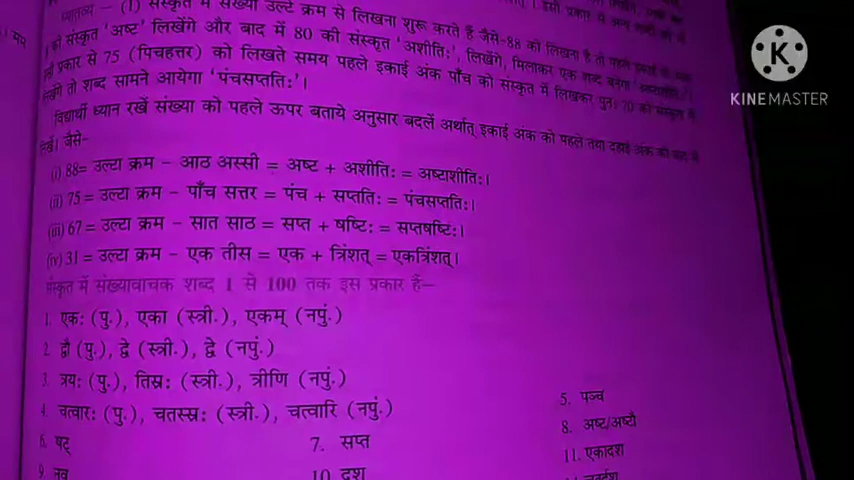 ज्ञातव्य – (1) संस्कृत में संख्या उल्टे क्रम से लिखना शुरू करते हैं जैसे-88 को लिखना है तो पहले इकाई के
को संस्कृत 'अष्ट' लिखेंगे और बाद में 80 की संस्कृत 'अशीतिः', लिखेंगे, मिलाकर एक शब्द बनेगा 'अष्टाशीतिः'।
इसी प्रकार से 75 (पिचहत्तर) को लिखते समय पहले इकाई अंक पाँच को संस्कृत में लिखकर पुनः 70 को संस्कृत में
लिखेंगे तो शब्द सामने आयेगा 'पंचसप्ततिः'।
विद्यार्थी ध्यान रखें संख्या को पहले ऊपर बताये अनुसार बदलें अर्थात् इकाई अंक को पहले तथा दहाई अंक को बाद में
लिखें। जैसे–
(i) 88= उल्टा क्रम – आठ अस्सी = अष्ट + अशीतिः = अष्टाशीतिः।
(ii) 75 = उल्टा क्रम – पाँच सत्तर = पंच + सप्ततिः = पंचसप्ततिः।
(iii) 67 = उल्टा क्रम – सात साठ = सप्त + षष्टिः = सप्तषष्टिः।
(iv) 31 = उल्टा क्रम – एक तीस = एक + त्रिंशत् = एकत्रिंशत्।
संस्कृत में संख्यावाचक शब्द 1 से 100 तक इस प्रकार हैं–
1. एकः (पु.), एका (स्त्री.), एकम् (नपुं.)
2. द्वौ (पु.), द्वे (स्त्री.), द्वे (नपुं.)
3. त्रयः (पु.), तिस्रः (स्त्री.), त्रीणि (नपुं.)
4. चत्वारः (पु.), चतस्रः (स्त्री.), चत्वारि (नपुं.)
5. पञ्च
6. षट्
7. सप्त
8. अष्ट/अष्टौ
9. नव
10. दश
11. एकादश
KINEMASTER